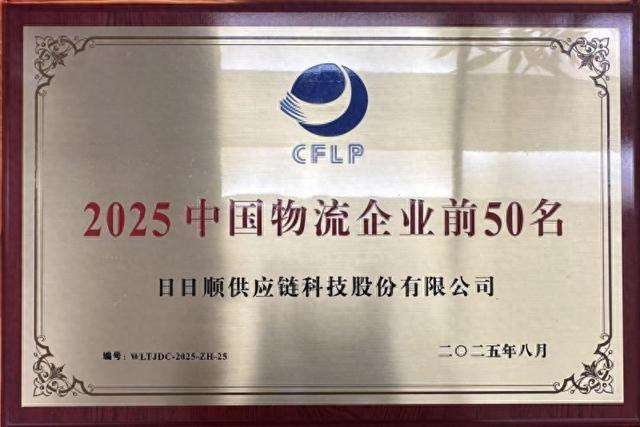 CFLP
2025 中国物流企业前50名
日日顺供应链科技股份有限公司
编号：WLTJDC-2025-ZH-25
二〇二五年八月